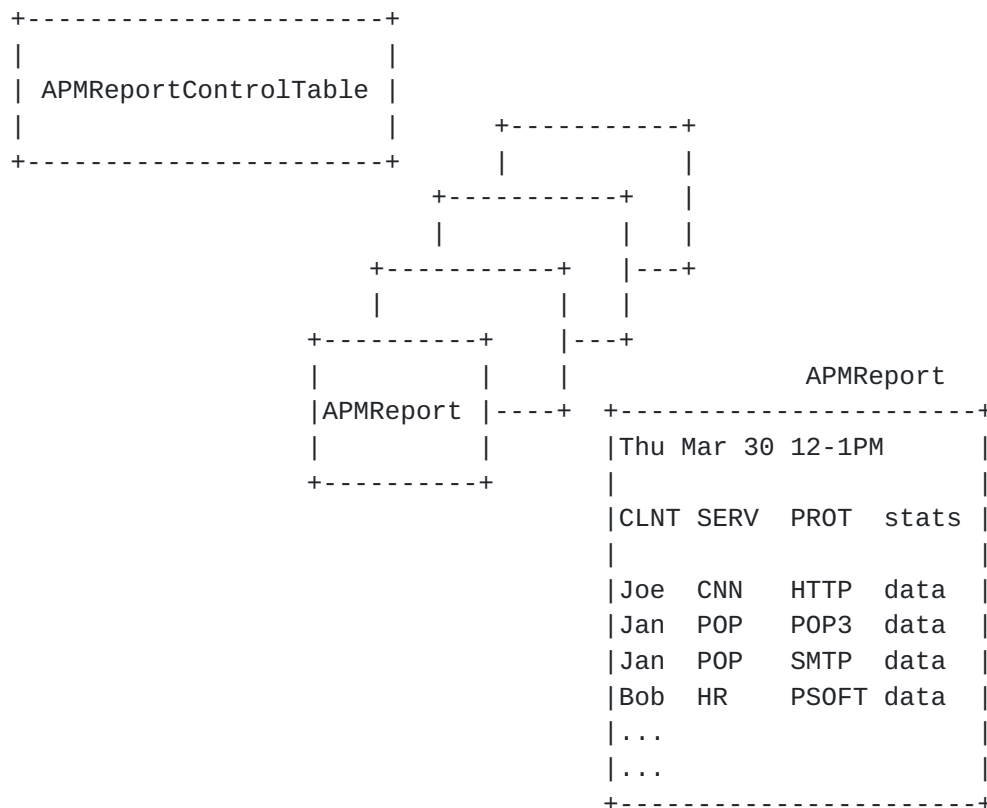 APMReportControlTable
APMReport
APMReport
Thu Mar 30 12-1PM
CLNT SERV PROT stats
Joe CNN HTTP data
Jan POP POP3 data
Jan POP SMTP data
Bob HR PSOFT data
...
...